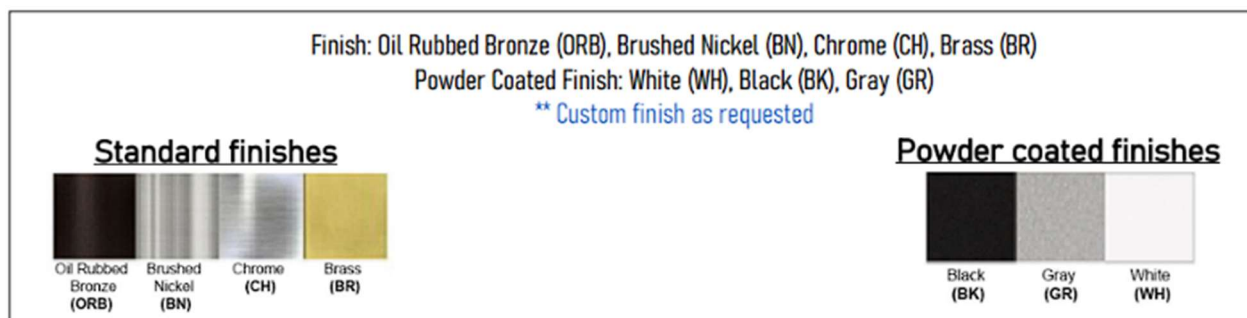 Finish: Oil Rubbed Bronze (ORB), Brushed Nickel (BN), Chrome (CH), Brass (BR)
Powder Coated Finish: White (WH), Black (BK), Gray (GR)
** Custom finish as requested
Standard finishes
Oil Rubbed
Bronze
(ORB)
Brushed
Nickel
(BN)
Chrome
(CH)
Brass
(BR)
Powder coated finishes
Black
(BK)
Gray
(GR)
White
(WH)